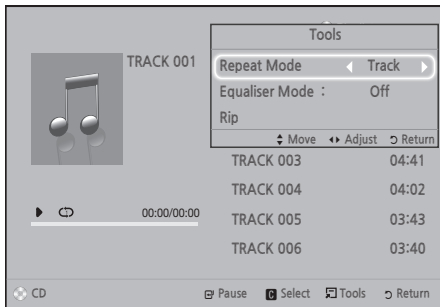 Tools
TRACK 001
Repeat Mode Track
Equaliser Mode : Off
Rip
Move Adjust Return
TRACK 003 04:41
TRACK 004 04:02
00:00/00:00
TRACK 005 03:43
TRACK 006 03:40
CD Pause C Select Tools Return